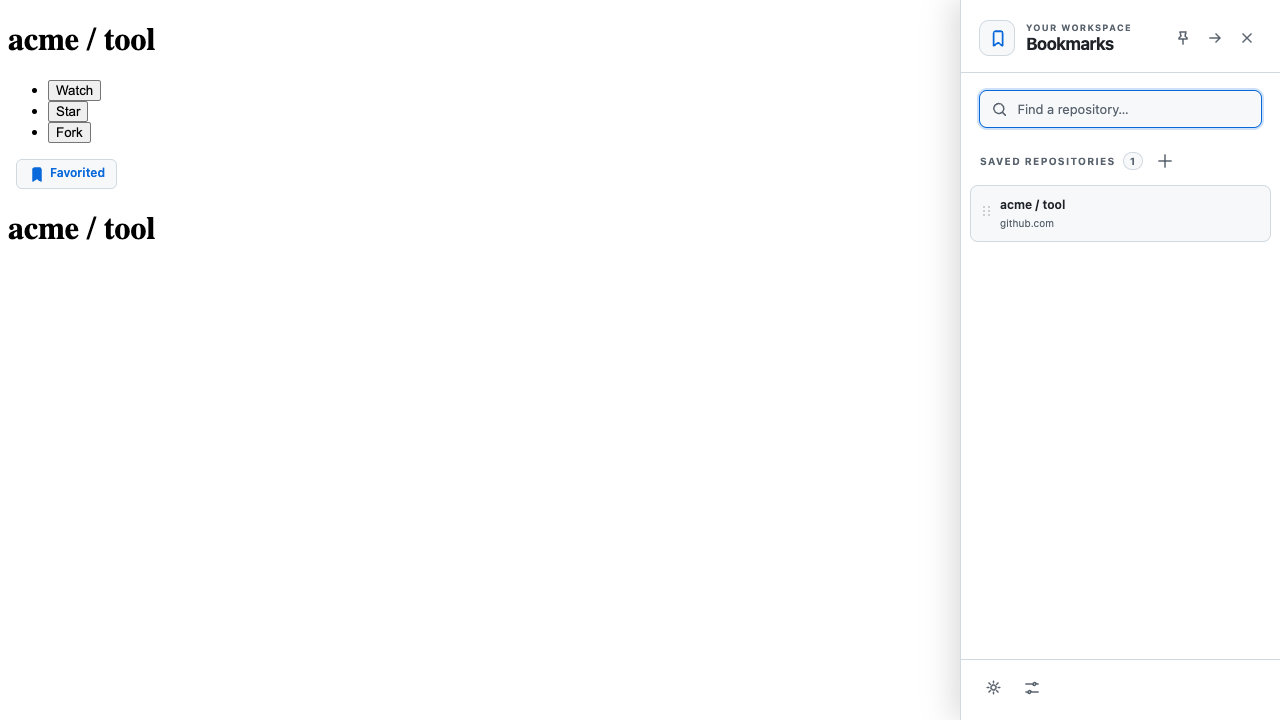 acme / tool
Watch
Star
Fork
Favorited
acme / tool
YOUR WORKSPACE
Bookmarks
Find a repository...
SAVED REPOSITORIES 1
acme / tool
github.com